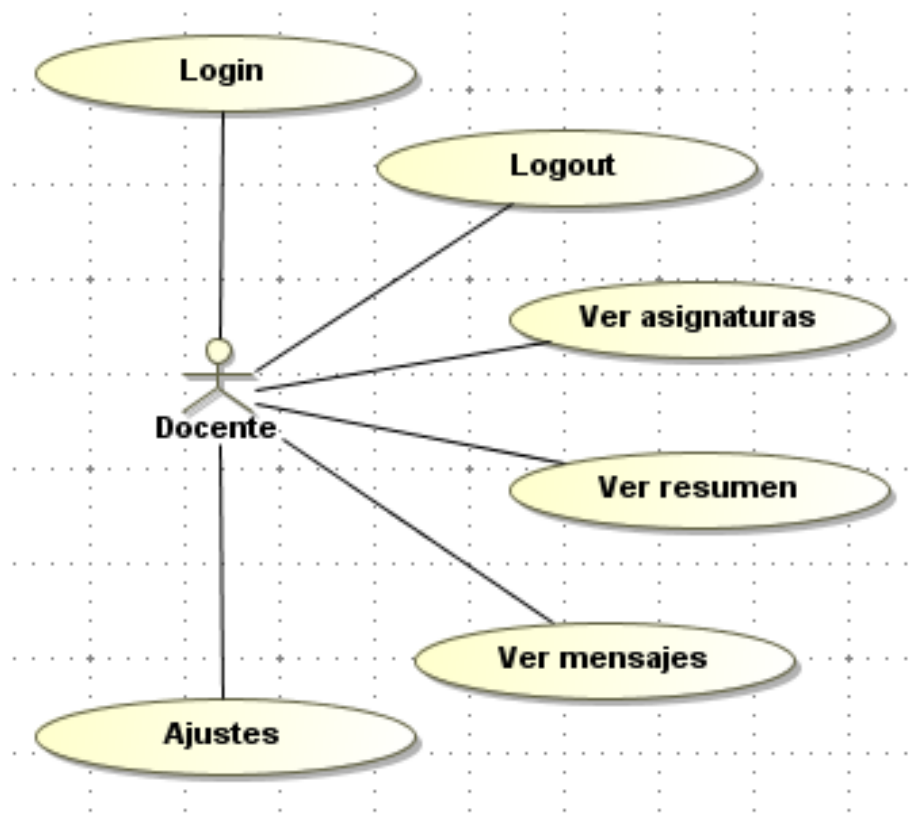 Login
Logout
Ver asignaturas
Docente
Ver resumen
Ver mensajes
Ajustes